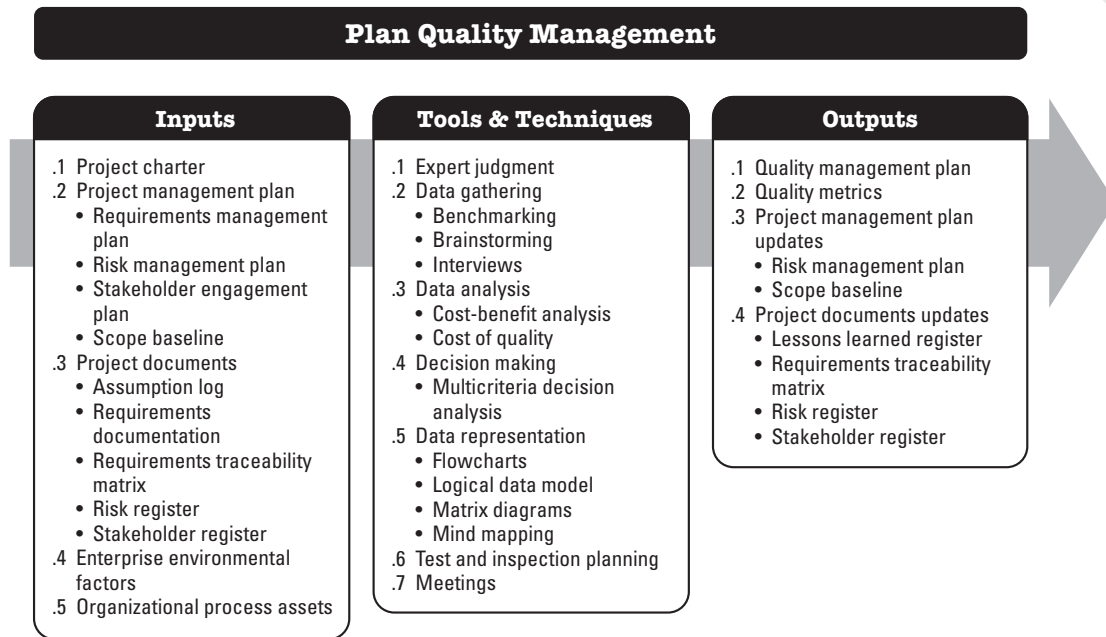 Plan Quality Management
Inputs
.1 Project charter
.2 Project management plan
• Requirements management
plan
• Risk management plan
• Stakeholder engagement
plan
• Scope baseline
.3 Project documents
• Assumption log
• Requirements
documentation
• Requirements traceability
matrix
• Risk register
• Stakeholder register
.4 Enterprise environmental
factors
.5 Organizational process assets
Tools & Techniques
.1 Expert judgment
.2 Data gathering
• Benchmarking
• Brainstorming
• Interviews
.3 Data analysis
• Cost-benefit analysis
• Cost of quality
.4 Decision making
• Multicriteria decision
analysis
.5 Data representation
• Flowcharts
• Logical data model
• Matrix diagrams
• Mind mapping
.6 Test and inspection planning
.7 Meetings
Outputs
.1 Quality management plan
.2 Quality metrics
.3 Project management plan
updates
• Risk management plan
• Scope baseline
.4 Project documents updates
• Lessons learned register
• Requirements traceability
matrix
• Risk register
• Stakeholder register